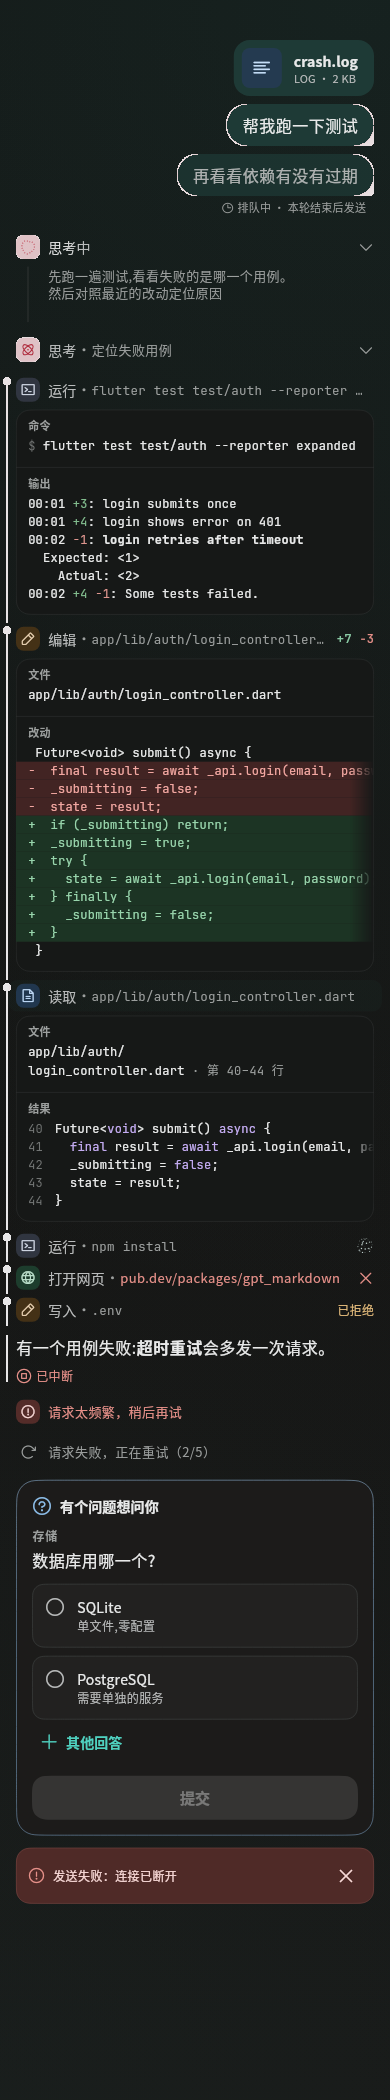 crash.log
LOG · 2 KB
帮我跑一下测试
再看看依赖有没有过期
排队中 · 本轮结束后发送
思考中
先跑一遍测试,看看失败的是哪一个用例。
然后对照最近的改动定位原因
思考 · 定位失败用例
运行 · flutter test test/auth --reporter …
命令
$ flutter test test/auth --reporter expanded
输出
00:01 +3: login submits once
00:01 +4: login shows error on 401
00:02 -1: login retries after timeout
Expected: <1>
Actual: <2>
00:02 +4 -1: Some tests failed.
编辑 · app/lib/auth/login_controller… +7 -3
文件
app/lib/auth/login_controller.dart
改动
Future<void> submit() async {
- final result = await _api.login(email, pass
- _submitting = false;
- state = result;
+ if (_submitting) return;
+ _submitting = true;
+ try {
+ state = await _api.login(email, password)
+ } finally {
+ _submitting = false;
+ }
}
读取 · app/lib/auth/login_controller.dart
文件
app/lib/auth/
login_controller.dart · 第 40–44 行
结果
40 Future<void> submit() async {
41 final result = await _api.login(email, pa
42 _submitting = false;
43 state = result;
44 }
运行 · npm install
打开网页 · pub.dev/packages/gpt_markdown
写入 · .env 已拒绝
有一个用例失败:超时重试会多发一次请求。
已中断
请求太频繁，稍后再试
请求失败，正在重试（2/5）
有个问题想问你
存储
数据库用哪一个?
SQLite
单文件,零配置
PostgreSQL
需要单独的服务
其他回答
提交
发送失败：连接已断开